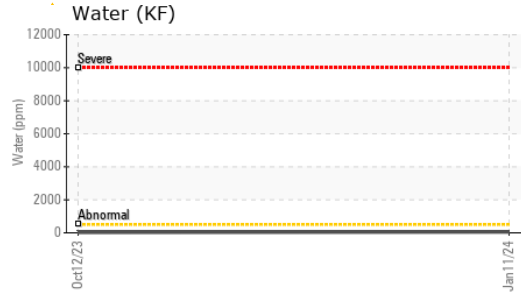 Water (KF)
12000
Severe
10000
8000
6000
4000
2000
Abnormal
0
Water (ppm)
Oct12/23
Jan11/24